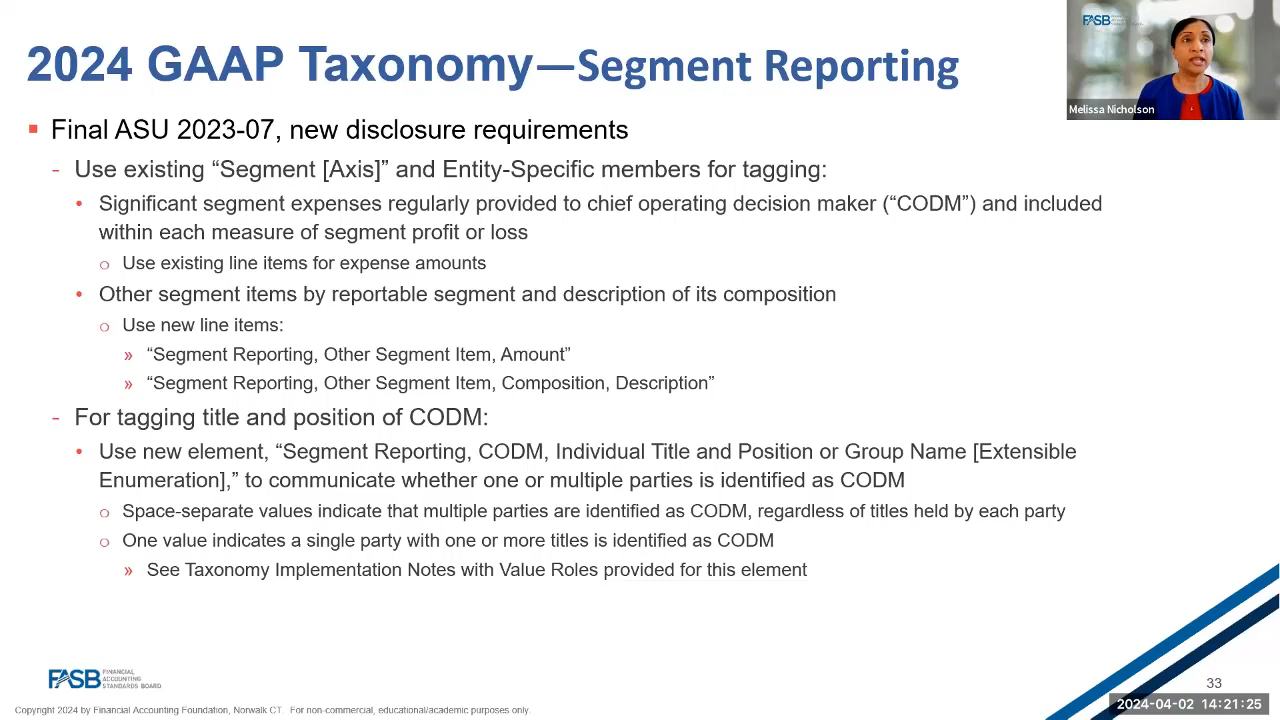 2024 GAAP Taxonomy—Segment Reporting
FASB
Melissa Nicholson
▪ Final ASU 2023-07, new disclosure requirements
- Use existing “Segment [Axis]” and Entity-Specific members for tagging:
• Significant segment expenses regularly provided to chief operating decision maker (“CODM”) and included
within each measure of segment profit or loss
○ Use existing line items for expense amounts
• Other segment items by reportable segment and description of its composition
○ Use new line items:
» “Segment Reporting, Other Segment Item, Amount”
» “Segment Reporting, Other Segment Item, Composition, Description”
- For tagging title and position of CODM:
• Use new element, “Segment Reporting, CODM, Individual Title and Position or Group Name [Extensible
Enumeration],” to communicate whether one or multiple parties is identified as CODM
○ Space-separate values indicate that multiple parties are identified as CODM, regardless of titles held by each party
○ One value indicates a single party with one or more titles is identified as CODM
» See Taxonomy Implementation Notes with Value Roles provided for this element
FASB FINANCIAL
ACCOUNTING
STANDARDS BOARD
33
2024-04-02 14:21:25
Copyright 2024 by Financial Accounting Foundation, Norwalk CT. For non-commercial, educational/academic purposes only.